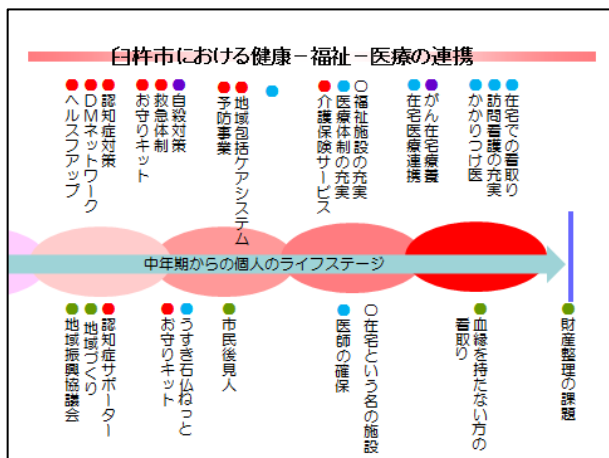 臼杵市における健康－福祉－医療の連携
ヘルスアップ
DMネットワーク
認知症対策
お守りキット
救急体制
自殺対策
予防事業
地域包括ケアシステム
介護保険サービス
医療体制の充実
福祉施設の充実
在宅医療連携
がん在宅療養
かかりつけ医
訪問看護の充実
在宅での看取り
中年期からの個人のライフステージ
地域振興協議会
地域づくり
認知症サポーター
お守りキット
うすき石仏ねっと
市民後見人
医師の確保
在宅という名の施設
血縁を持たない方の
看取り
財産整理の課題